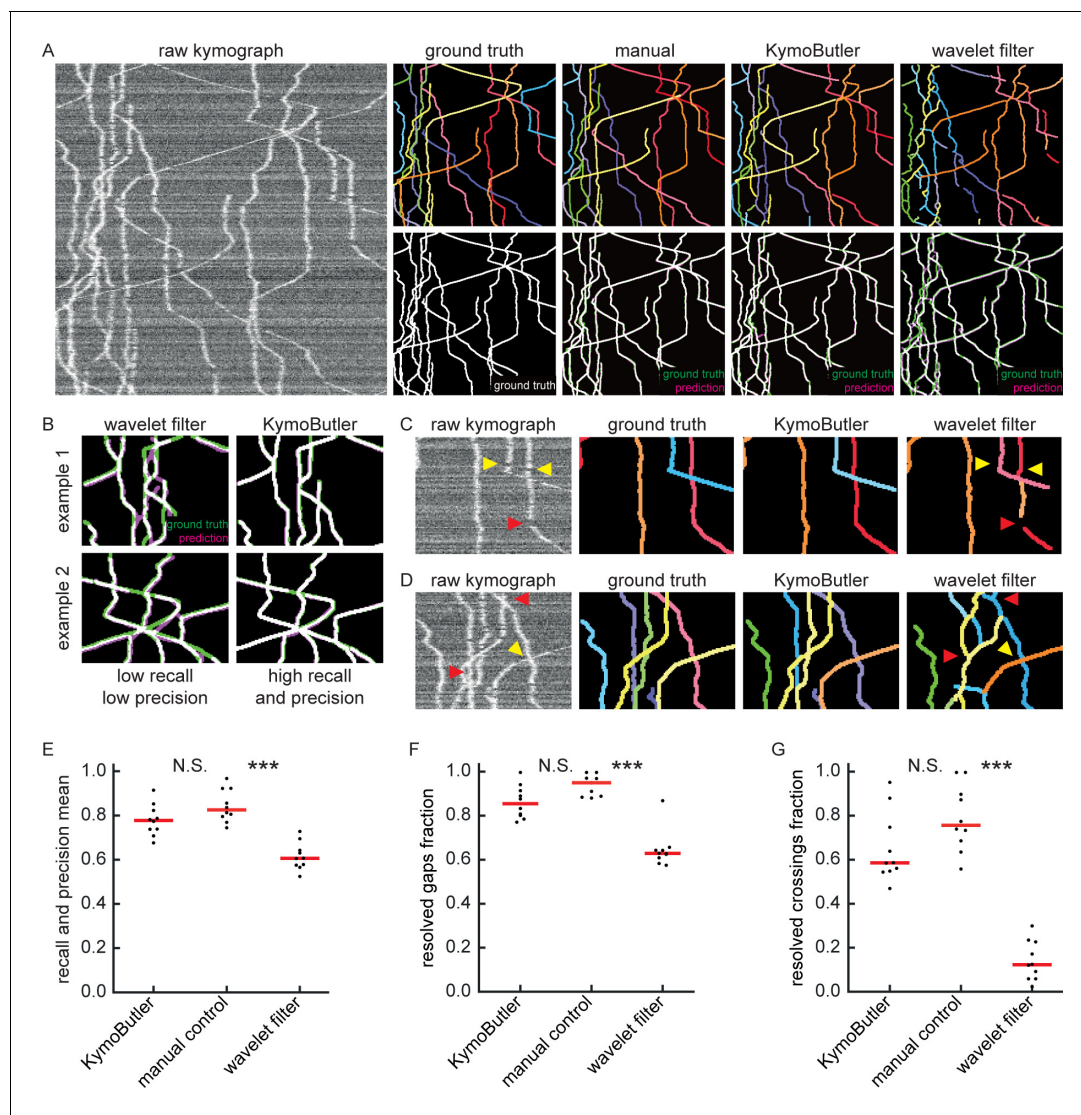 A
raw kymograph
ground truth
manual
KymoButler
wavelet filter
ground truth
ground truth
prediction
ground truth
prediction
ground truth
prediction
B
wavelet filter
KymoButler
example 1
ground truth
prediction
example 2
low recall
low precision
high recall
and precision
C
raw kymograph
ground truth
KymoButler
wavelet filter
D
raw kymograph
ground truth
KymoButler
wavelet filter
E
recall and precision mean
1.0
0.8
0.6
0.4
0.2
0.0
N.S.
***
KymoButler
manual control
wavelet filter
F
resolved gaps fraction
1.0
0.8
0.6
0.4
0.2
0.0
N.S.
***
KymoButler
manual control
wavelet filter
G
resolved crossings fraction
1.0
0.8
0.6
0.4
0.2
0.0
N.S.
***
KymoButler
manual control
wavelet filter